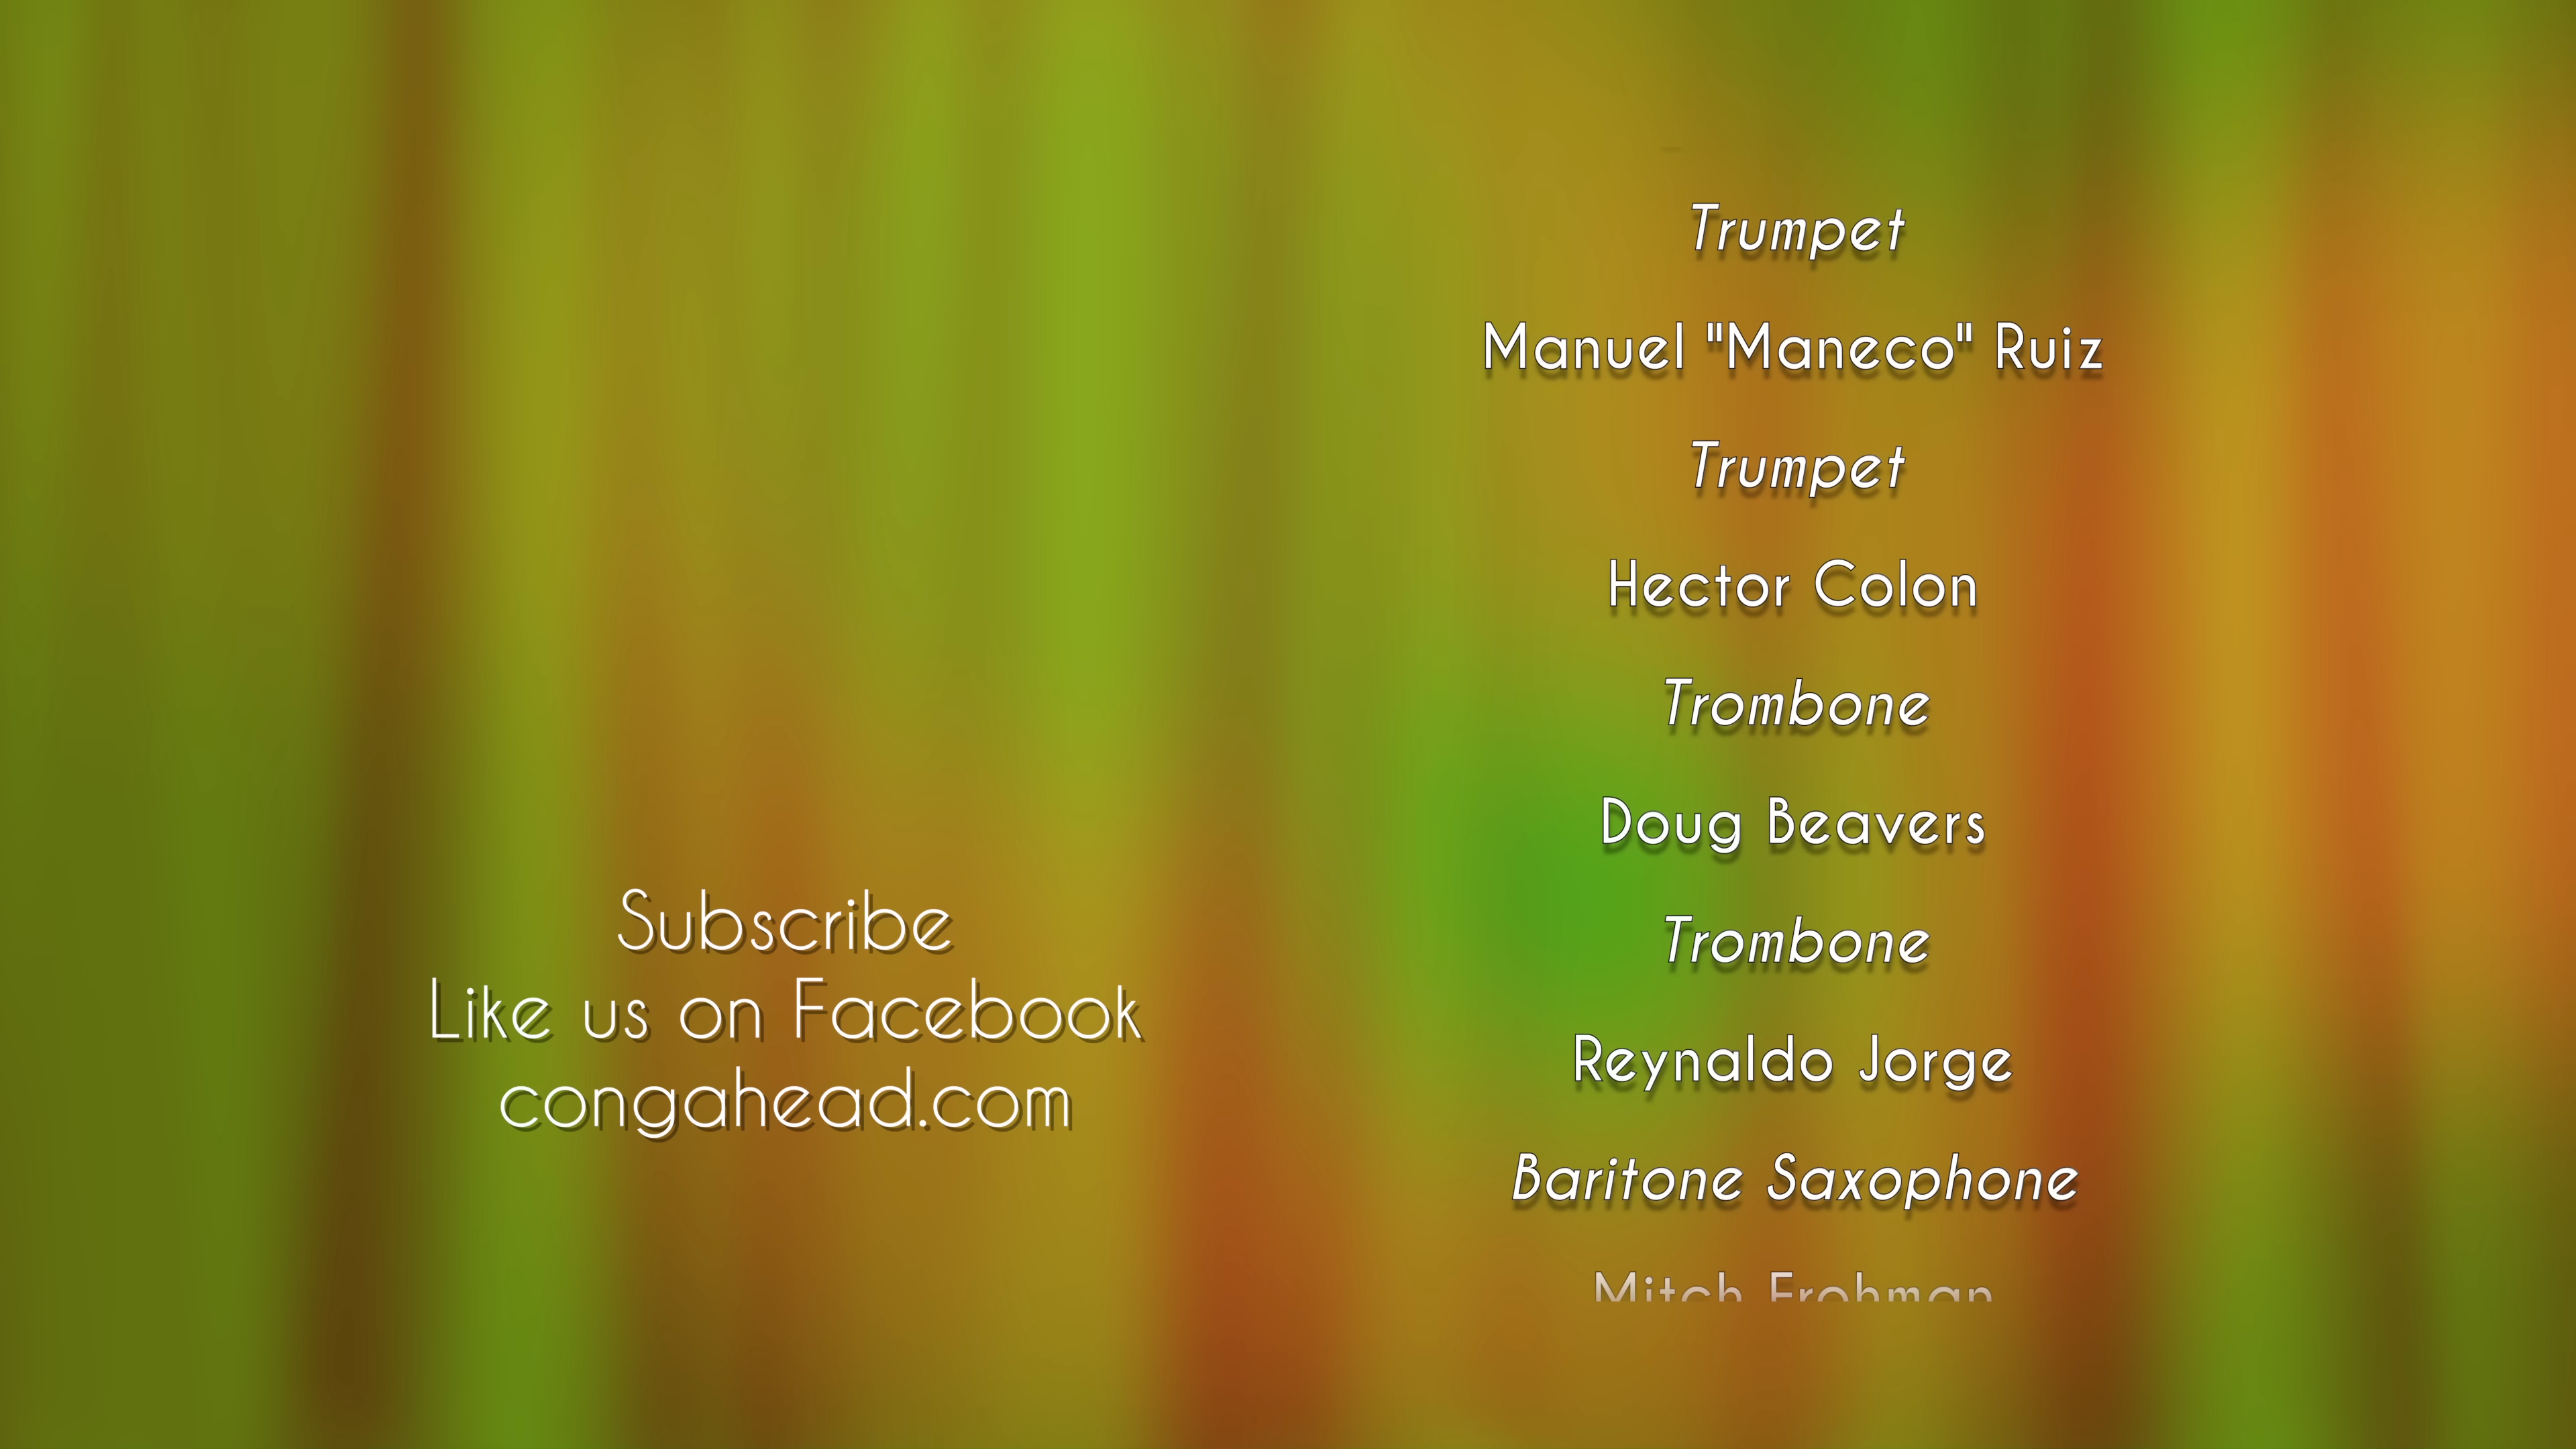 Trumpet
Manuel "Maneco" Ruiz
Trumpet
Hector Colon
Trombone
Doug Beavers
Trombone
Reynaldo Jorge
Baritone Saxophone
Mitch Frohman
Subscribe
Like us on Facebook
congahead.com